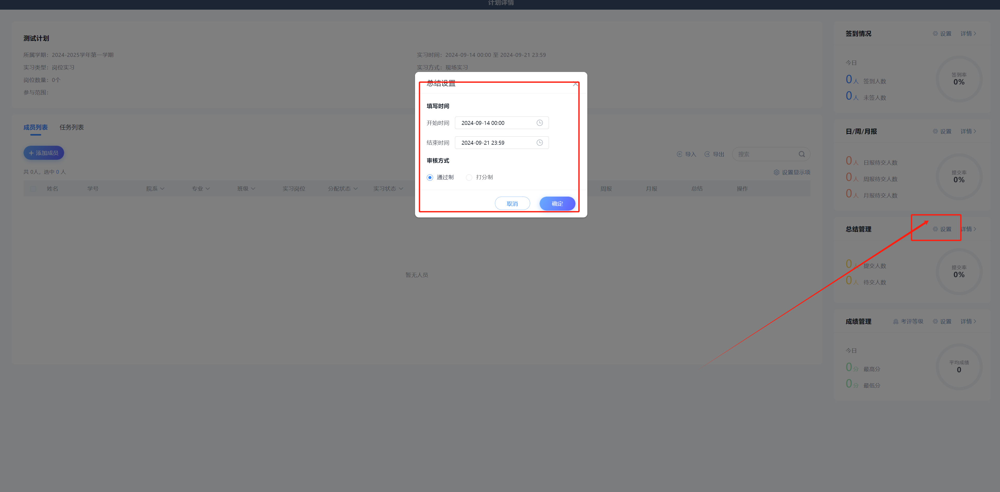 计划详情
测试计划
所属学期：2024-2025学年第一学期
实习时间：2024-09-14 00:00 至 2024-09-21 23:59
实习类型：岗位实习
实习方式：现场实习
岗位数量：0个
参与范围：
成员列表 任务列表
添加成员
导入 导出 搜索
共 0人，选中 0 人
设置显示项
姓名 学号 院系 专业 班级 实习岗位 分配状态 实习状态 周报 月报 总结 操作
暂无人员
总结设置
填写时间
开始时间 2024-09-14 00:00
结束时间 2024-09-21 23:59
审核方式
通过制 打分制
取消 确定
签到情况 设置 详情
今日
0人 签到人数
0人 未签人数
签到率
0%
日/周/月报 设置 详情
0人 日报待交人数
0人 周报待交人数
0人 月报待交人数
提交率
0%
总结管理 设置 详情
0人 提交人数
0人 待交人数
提交率
0%
成绩管理 考评等级 设置 详情
今日
0分 最高分
0分 最低分
平均成绩
0